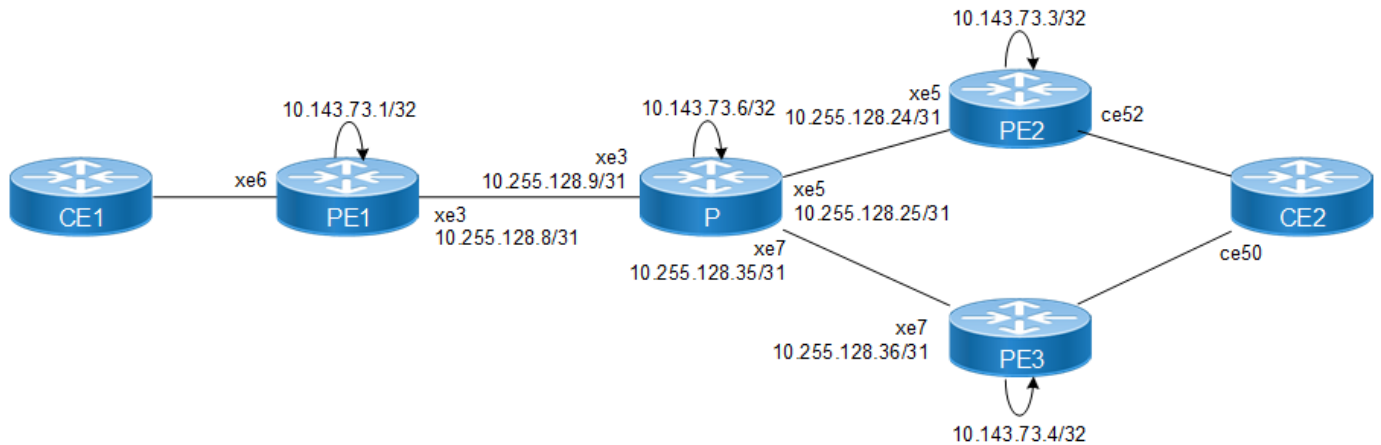 10.143.73.3/32
10.143.73.1/32
10.143.73.6/32
xe5
10.255.128.24/31
PE2
ce52
xe3
10.255.128.9/31
xe6
CE1
PE1
P
CE2
xe3
10.255.128.8/31
xe5
10.255.128.25/31
xe7
10.255.128.35/31
ce50
xe7
10.255.128.36/31
PE3
10.143.73.4/32